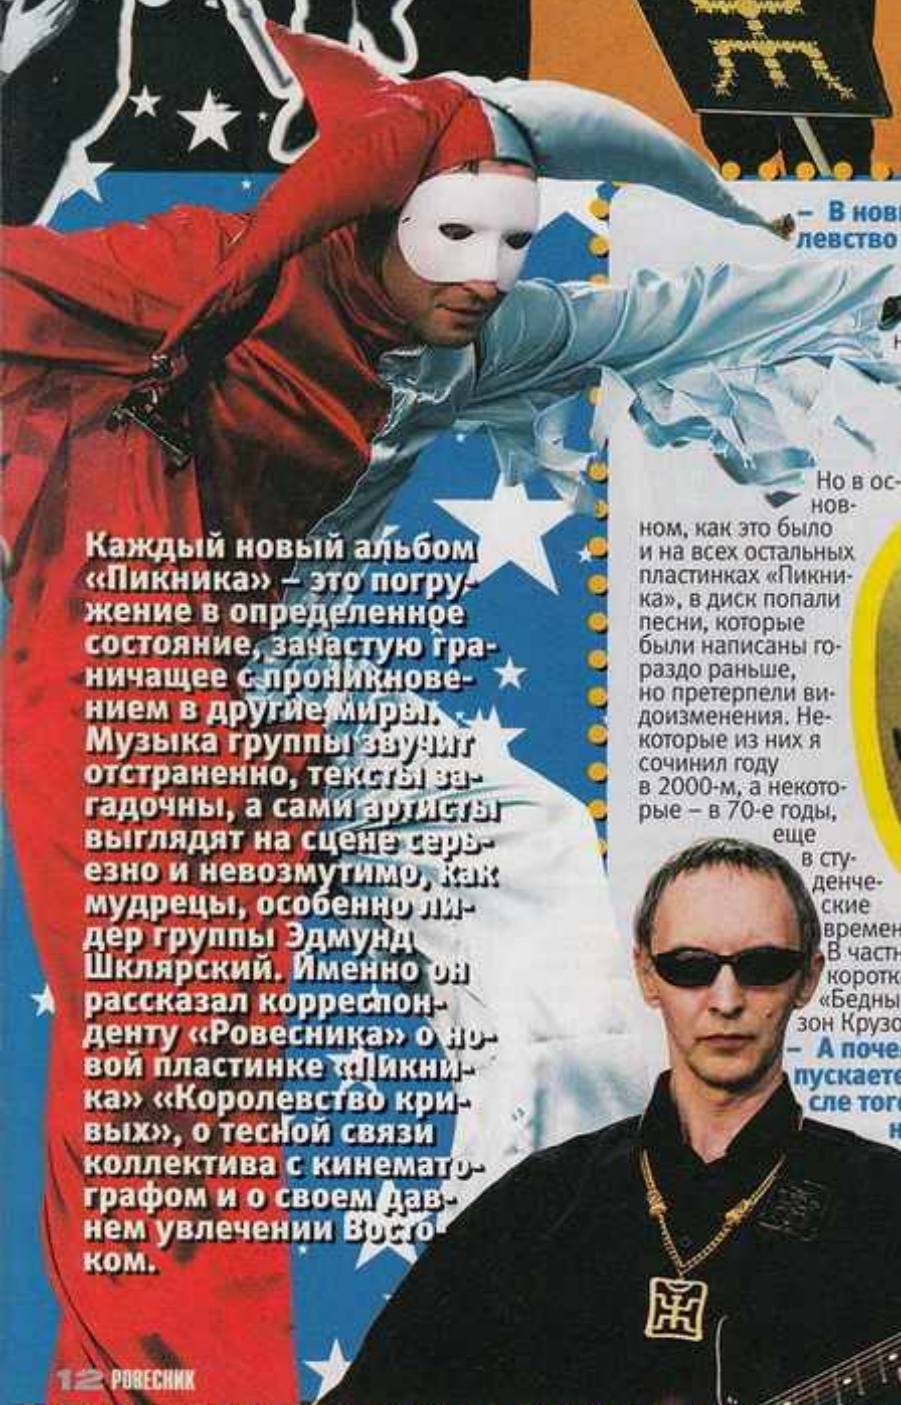 Каждый новый альбом
«Пикника» – это погру-
жение в определенное
состояние, зачастую гра-
ничащее с проникнове-
нием в другие миры.
Музыка группы звучит
отстраненно, тексты за-
гадочны, а сами артисты
выглядят на сцене серь-
езно и невозмутимо, как
мудрецы, особенно ли-
дер группы Эдмунд
Шклярский. Именно он
рассказал корреспон-
денту «Ровесника» о но-
вой пластинке «Пикни-
ка» «Королевство кри-
вых», о тесной связи
коллектива с кинемато-
графом и о своем дав-
нем увлечении Восто-
ком.
– В нов
левство
Но в ос-
нов-
ном, как это было
и на всех остальных
пластинках «Пикни-
ка», в диск попали
песни, которые
были написаны го-
раздо раньше,
но претерпели ви-
доизменения. Не-
которые из них я
сочинил году
в 2000-м, а некото-
рые – в 70-е годы,
еще
в сту-
денче-
ские
времен
В частн
коротк
«Бедны
зон Крузо
– А поче
пускаете
сле того
н
12 РОВЕСНИК